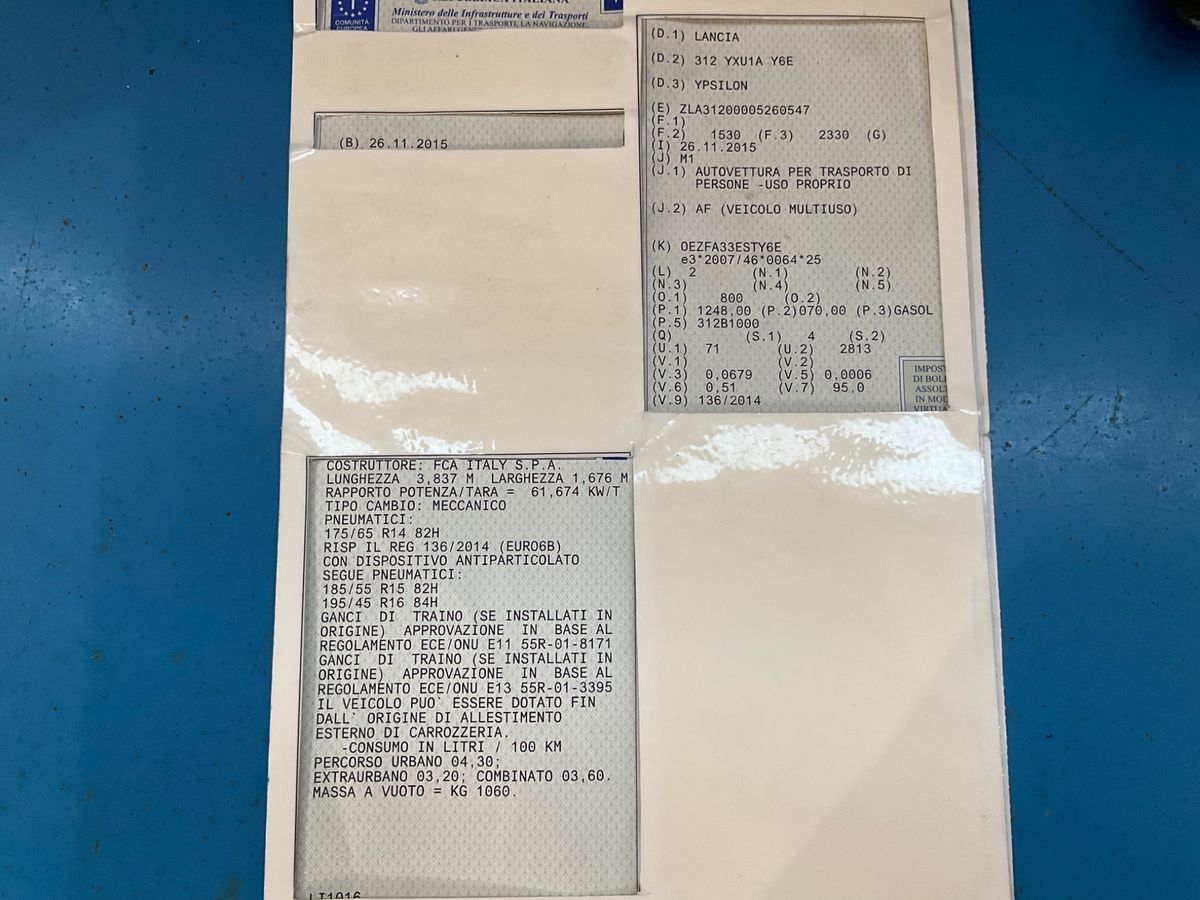 COMUNITÀ
EUROPEA
REPUBBLICA ITALIANA
Ministero delle Infrastrutture e dei Trasporti
DIPARTIMENTO PER I TRASPORTI, LA NAVIGAZIONE,
(B) 26.11.2015
(D.1) LANCIA
(D.2) 312 YXU1A Y6E
(D.3) YPSILON
(E) ZLA31200005260547
(F.1)
(F.2) 1530 (F.3) 2330 (G)
(I) 26.11.2015
(J) M1
(J.1) AUTOVETTURA PER TRASPORTO DI
PERSONE -USO PROPRIO
(J.2) AF (VEICOLO MULTIUSO)
(K) OEZFA33ESTY6E
e3*2007/46*0064*25
(L) 2 (N.1) (N.2)
(N.3) (N.4) (N.5)
(O.1) 800 (O.2)
(P.1) 1248,00 (P.2)070,00 (P.3)GASOL
(P.5) 312B1000
(Q) (S.1) 4 (S.2)
(U.1) 71 (U.2) 2813
(V.1) (V.2)
(V.3) 0,0679 (V.5) 0,0006
(V.6) 0,51 (V.7) 95,0
(V.9) 136/2014
IMPOS
DI BOL
ASSOL
IN MOD
VIRTUA
COSTRUTTORE: FCA ITALY S.P.A.
LUNGHEZZA 3,837 M LARGHEZZA 1,676 M
RAPPORTO POTENZA/TARA = 61,674 KW/T
TIPO CAMBIO: MECCANICO
PNEUMATICI:
175/65 R14 82H
RISP IL REG 136/2014 (EURO6B)
CON DISPOSITIVO ANTIPARTICOLATO
SEGUE PNEUMATICI:
185/55 R15 82H
195/45 R16 84H
GANCI DI TRAINO (SE INSTALLATI IN
ORIGINE) APPROVAZIONE IN BASE AL
REGOLAMENTO ECE/ONU E11 55R-01-8171
GANCI DI TRAINO (SE INSTALLATI IN
ORIGINE) APPROVAZIONE IN BASE AL
REGOLAMENTO ECE/ONU E13 55R-01-3395
IL VEICOLO PUO` ESSERE DOTATO FIN
DALL` ORIGINE DI ALLESTIMENTO
ESTERNO DI CARROZZERIA.
-CONSUMO IN LITRI / 100 KM
PERCORSO URBANO 04,30;
EXTRAURBANO 03,20; COMBINATO 03,60.
MASSA A VUOTO = KG 1060.